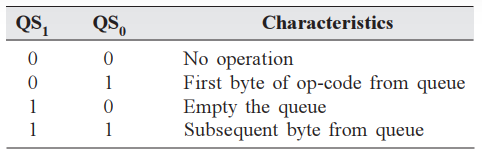 QS₁ QS₀ Characteristics
0 0 No operation
0 1 First byte of op-code from queue
1 0 Empty the queue
1 1 Subsequent byte from queue